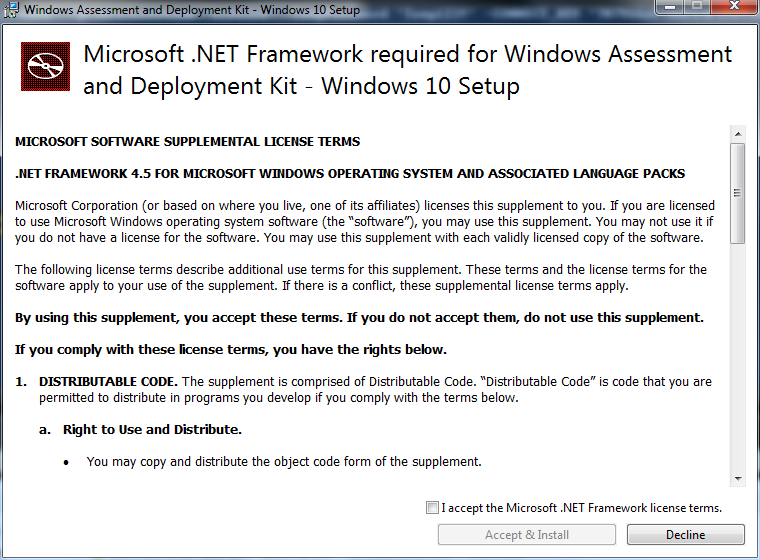 Windows Assessment and Deployment Kit - Windows 10 Setup
Microsoft .NET Framework required for Windows Assessment
and Deployment Kit - Windows 10 Setup
MICROSOFT SOFTWARE SUPPLEMENTAL LICENSE TERMS
.NET FRAMEWORK 4.5 FOR MICROSOFT WINDOWS OPERATING SYSTEM AND ASSOCIATED LANGUAGE PACKS
Microsoft Corporation (or based on where you live, one of its affiliates) licenses this supplement to you. If you are licensed
to use Microsoft Windows operating system software (the “software”), you may use this supplement. You may not use it if
you do not have a license for the software. You may use this supplement with each validly licensed copy of the software.
The following license terms describe additional use terms for this supplement. These terms and the license terms for the
software apply to your use of the supplement. If there is a conflict, these supplemental license terms apply.
By using this supplement, you accept these terms. If you do not accept them, do not use this supplement.
If you comply with these license terms, you have the rights below.
1. DISTRIBUTABLE CODE. The supplement is comprised of Distributable Code. “Distributable Code” is code that you are
permitted to distribute in programs you develop if you comply with the terms below.
a. Right to Use and Distribute.
• You may copy and distribute the object code form of the supplement.
I accept the Microsoft .NET Framework license terms.
Accept & Install
Decline